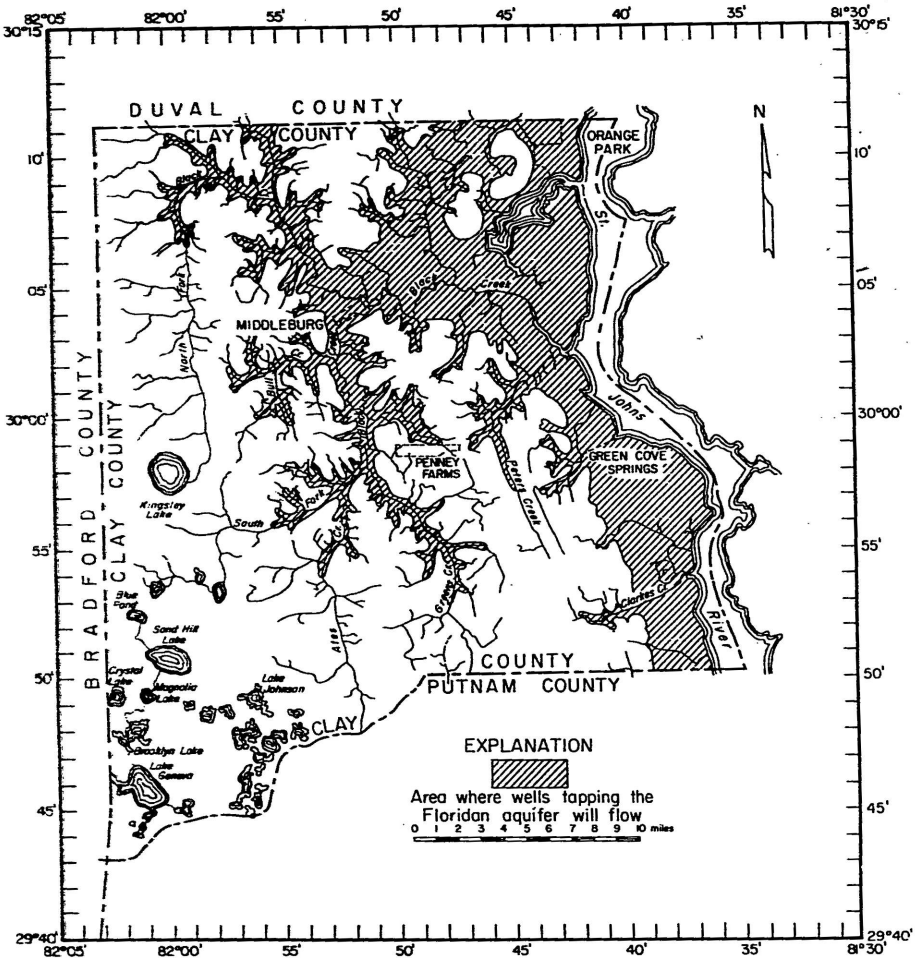 82°05' 82°00' 55' 50' 45' 40' 35' 81°30'
30°15' 30°15'
DUVAL COUNTY
CLAY COUNTY
N
ORANGE
PARK
10' 10'
Black
St.
North Fork
Black Creek
05' 05'
MIDDLEBURG
Bull
Johns
30°00' 30°00'
BRADFORD COUNTY
CLAY COUNTY
PENNEY
FARMS
GREEN COVE
SPRINGS
Peters Creek
Kingsley
Lake
South Fork
55' 55'
Ates Cr.
Greens Cr.
Clarkes Cr.
River
Blue
Pond
Sand Hill
Lake
Crystal
Lake
Magnolia
Lake
Lake
Johnson
50' 50'
CLAY COUNTY
PUTNAM COUNTY
Brooklyn Lake
Lake
Geneva
45' 45'
EXPLANATION
Area where wells tapping the
Floridan aquifer will flow
0 1 2 3 4 5 6 7 8 9 10 miles
29°40' 29°40'
82°05' 82°00' 55' 50' 45' 40' 35' 81°30'